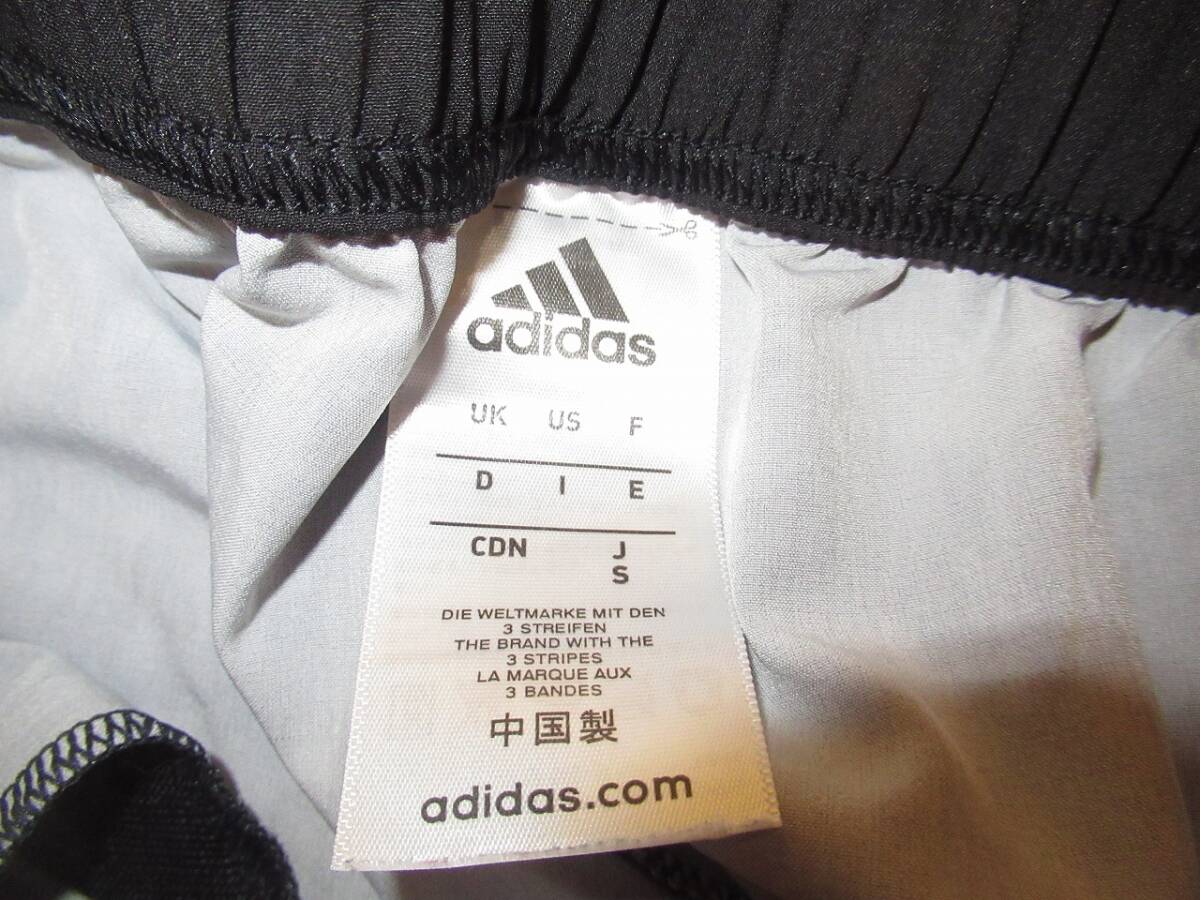 adidas
UK US F
D I E
CDN J
S
DIE WELTMARKE MIT DEN
3 STREIFEN
THE BRAND WITH THE
3 STRIPES
LA MARQUE AUX
3 BANDES
中国製
adidas.com